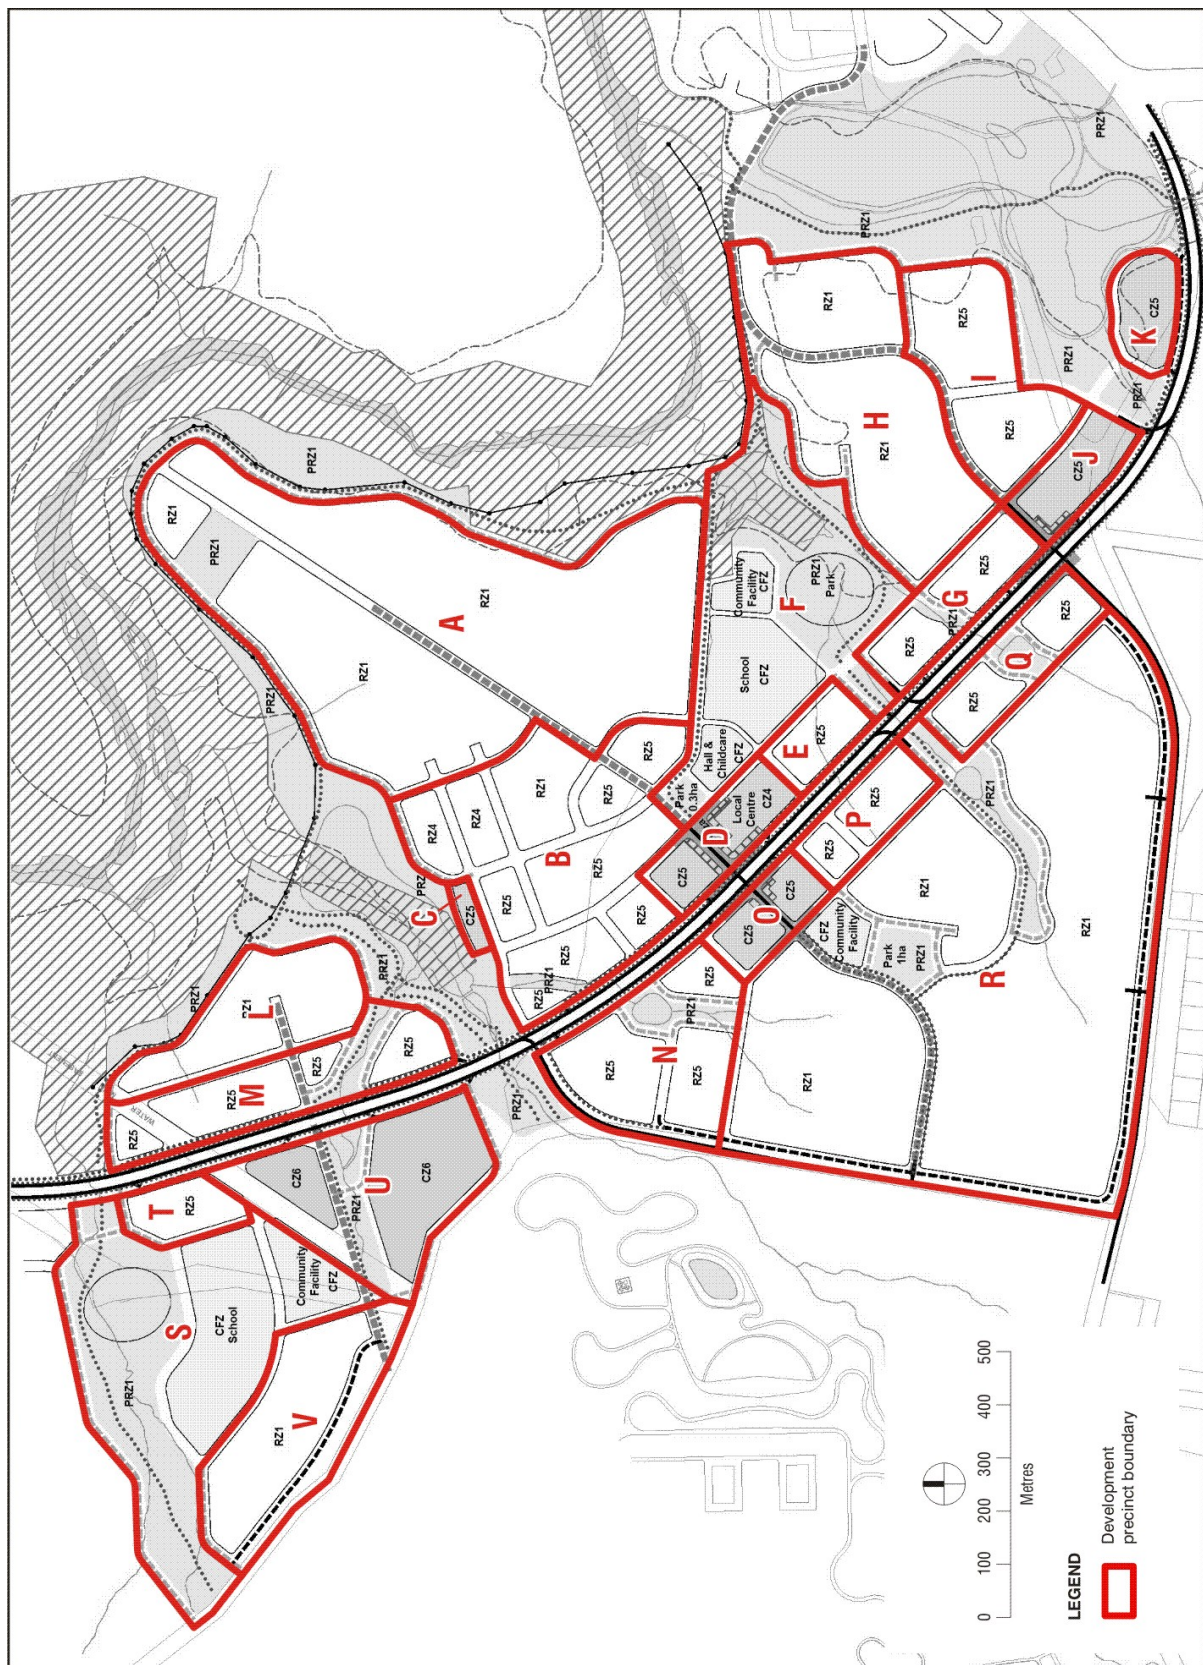 PRZ1
RZ5
WATER
T
RZ1
S
RZ5
PRZ1
CFZ
School
PRZ1
RZ5
RZ1
M
L
PRZ1
RZ1
CZ6
Community
Facility
CFZ
V
PRZ1
RZ5
PRZ1
RZ1
U
PRZ1
RZ5
PRZ
C
CZ6
RZ4
A
CZ5
RZ4
RZ1
RZ5
PRZ1
RZ5
PRZ1
RZ1
B
RZ5
RZ5
RZ5
RZ5
RZ5
RZ5
N
Park
0.3ha
CZ5
PRZ1
RZ5
Hall &
Childcare
CFZ
RZ5
D
Local
Centre
CZ4
Community
Facility
CFZ
School
CFZ
CZ5
O
CZ5
F
E
RZ1
PRZ1
Park
RZ5
CFZ
Community
Facility
RZ1
RZ5
P
PRZ1
RZ5
H
RZ1
Park
1ha
PRZ1
RZ5
RZ1
RZ5
PRZ1
G
RZ5
I
RZ5
PRZ1
R
RZ5
Q
RZ5
PRZ1
CZ5
RZ1
J
PRZ1
PRZ1
K
CZ5
0 100 200 300 400 500
Metres
LEGEND
Development
precinct boundary